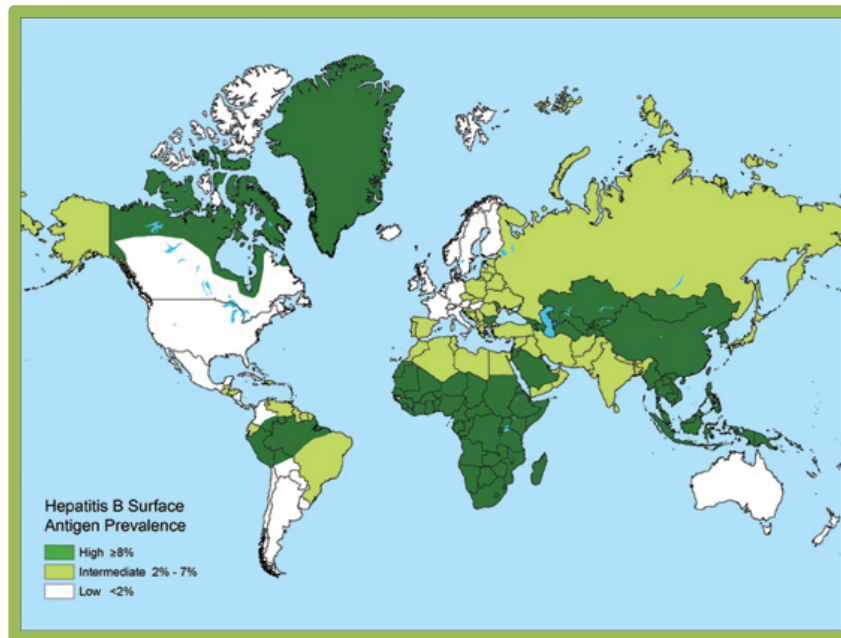 Hepatitis B Surface
Antigen Prevalence
High ≥8%
Intermediate 2% - 7%
Low <2%